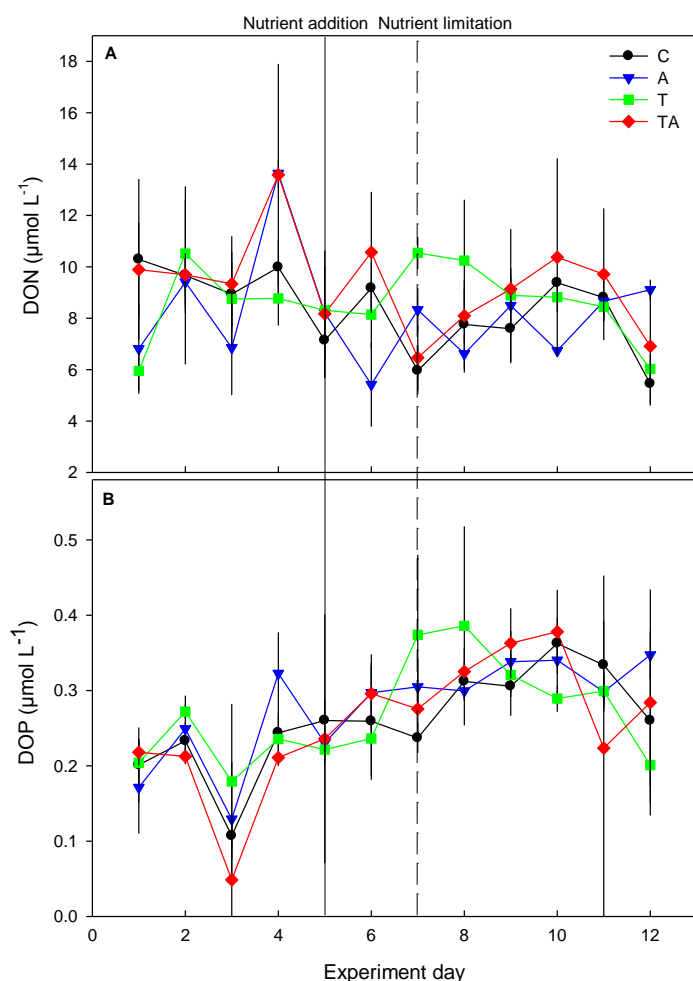 Nutrient addition Nutrient limitation
A
C
A
T
TA
18
16
14
12
10
8
6
4
2
DON (µmol L⁻¹)
B
0.5
0.4
0.3
0.2
0.1
0.0
DOP (µmol L⁻¹)
0 2 4 6 8 10 12
Experiment day